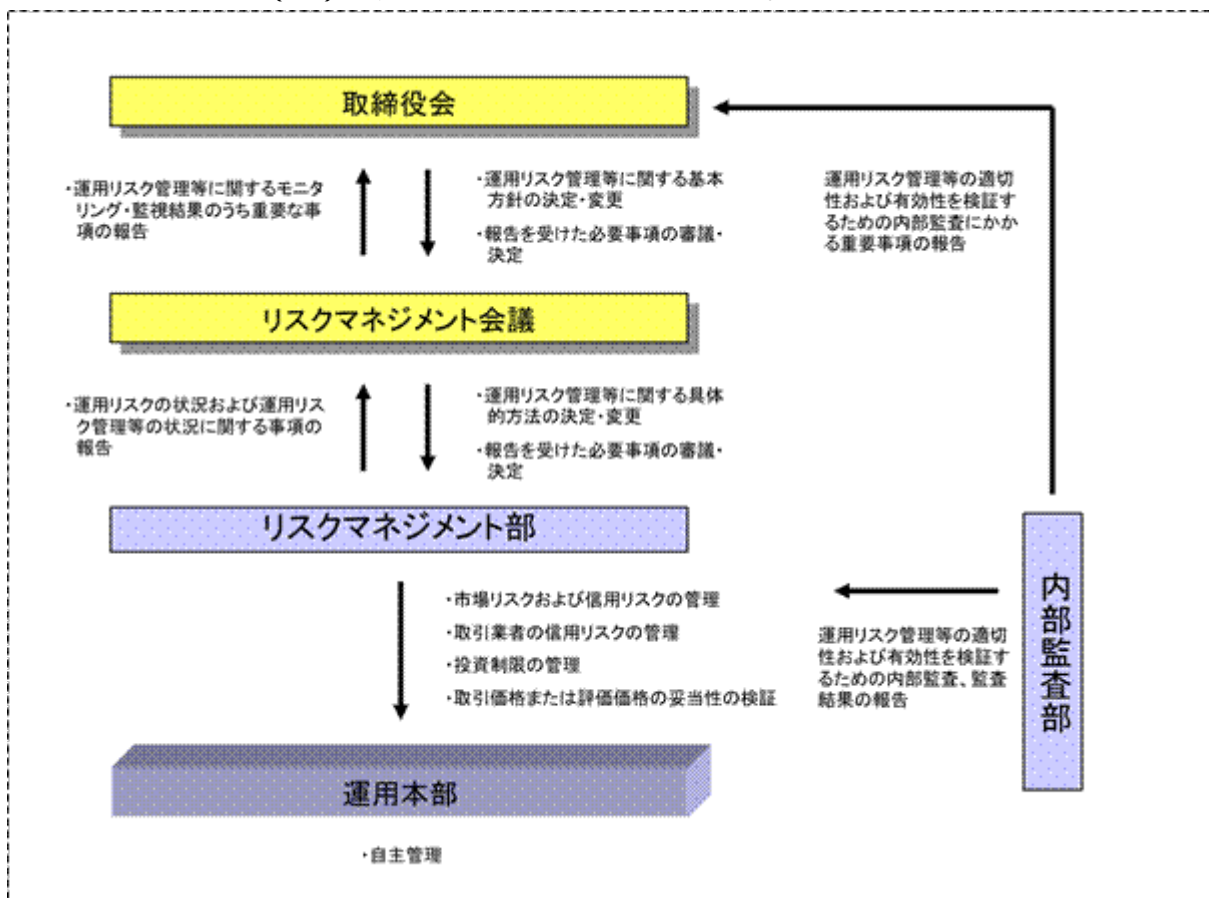 取締役会
・運用リスク管理等に関するモニ
タリング・監視結果のうち重要な事
項の報告
・運用リスク管理等に関する基本
方針の決定・変更
・報告を受けた必要事項の審議・
決定
運用リスク管理等の適切
性および有効性を検証す
るための内部監査にかか
る重要事項の報告
リスクマネジメント会議
・運用リスクの状況および運用リス
ク管理等の状況に関する事項の
報告
・運用リスク管理等に関する具体
的方法の決定・変更
・報告を受けた必要事項の審議・
決定
リスクマネジメント部
・市場リスクおよび信用リスクの管理
・取引業者の信用リスクの管理
・投資制限の管理
・取引価格または評価価格の妥当性の検証
運用リスク管理等の適切
性および有効性を検証す
るための内部監査、監査
結果の報告
内部監査部
運用本部
・自主管理